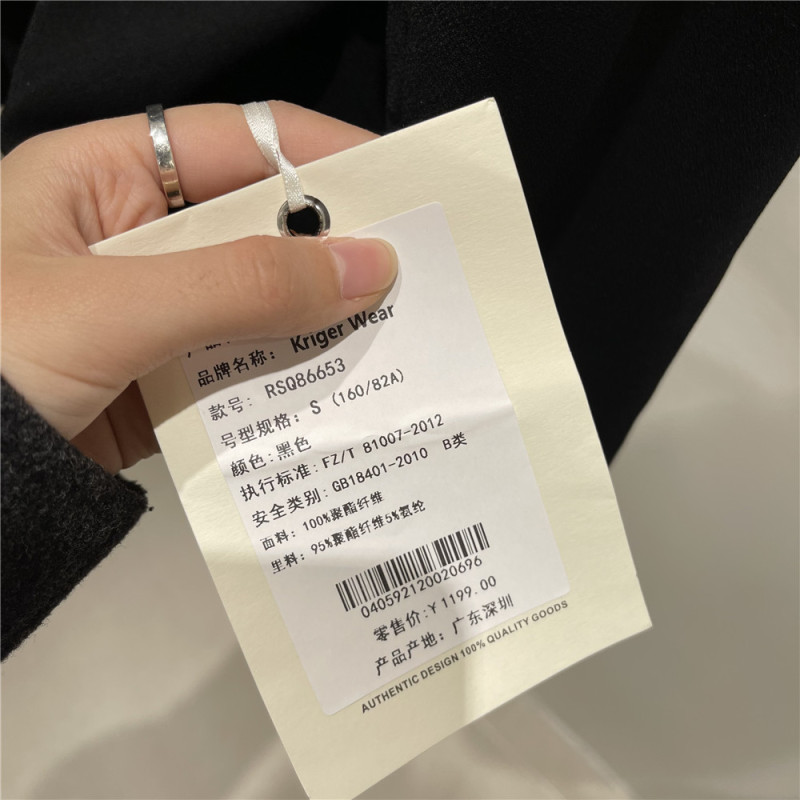 品牌名称: Kriger Wear
款号: RSQ86653
号型规格: S (160/82A)
颜色:黑色
执行标准:FZ/T 81007-2012
安全类别:GB18401-2010 B类
面料: 100%聚酯纤维
里料: 95%聚酯纤维5%氨纶
040592120020696
零售价:¥1199.00
产品产地: 广东深圳
AUTHENTIC DESIGN 100% QUALITY GOODS